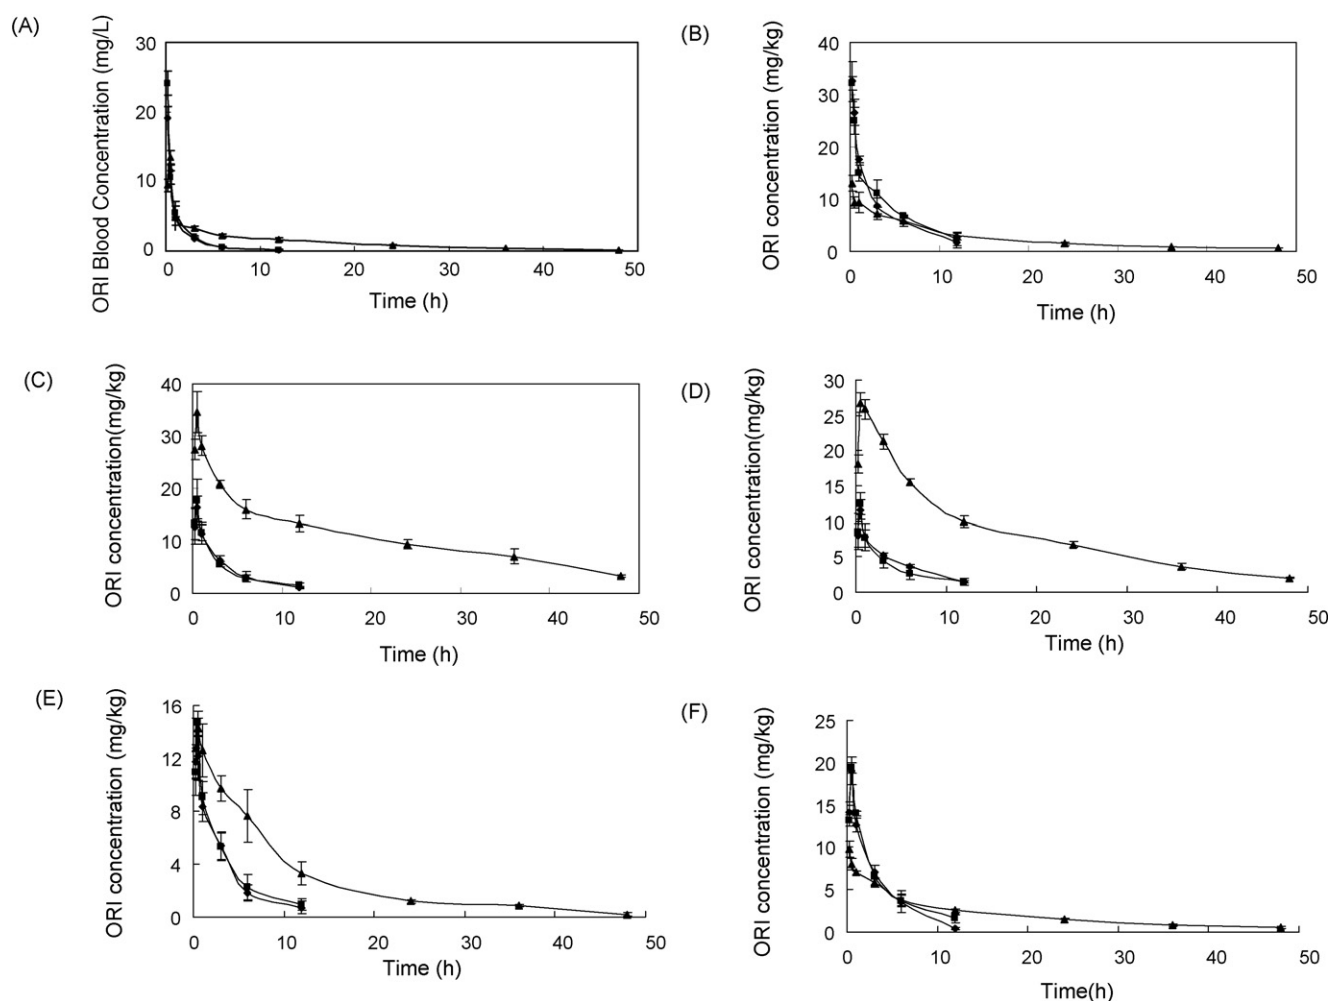 (A)
ORI Blood Concentration (mg/L)
30
20
10
0
0 10 20 30 40 50
Time (h)
(B)
ORI concentration (mg/kg)
40
30
20
10
0
0 10 20 30 40 50
Time (h)
(C)
ORI concentration(mg/kg)
40
30
20
10
0
0 10 20 30 40 50
Time (h)
(D)
ORI concentration(mg/kg)
30
25
20
15
10
5
0
0 10 20 30 40 50
Time (h)
(E)
ORI concentration (mg/kg)
16
12
8
4
0
0 10 20 30 40 50
Time (h)
(F)
ORI concentration (mg/kg)
25
20
15
10
5
0
0 10 20 30 40 50
Time(h)